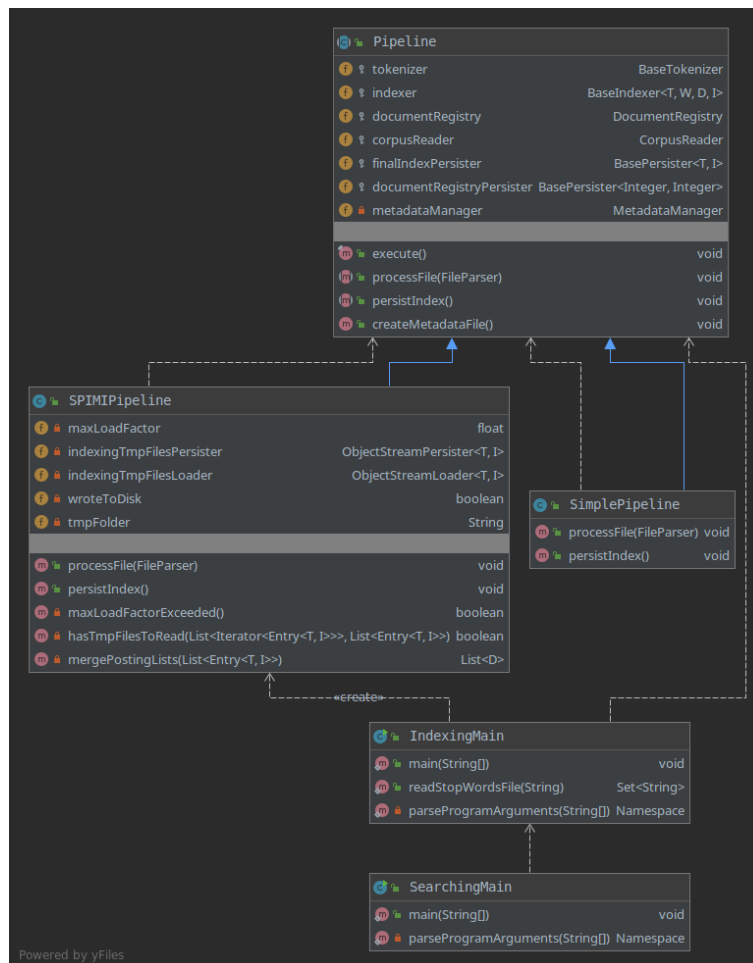 Pipeline
tokenizer BaseTokenizer
indexer BaseIndexer<T, W, D, I>
documentRegistry DocumentRegistry
corpusReader CorpusReader
finalIndexPersister BasePersister<T, I>
documentRegistryPersister BasePersister<Integer, Integer>
metadataManager MetadataManager
execute() void
processFile(FileParser) void
persistIndex() void
createMetadataFile() void
SPIMIPipeline
maxLoadFactor float
indexingTmpFilesPersister ObjectStreamPersister<T, I>
indexingTmpFilesLoader ObjectStreamLoader<T, I>
wroteToDisk boolean
tmpFolder String
processFile(FileParser) void
persistIndex() void
maxLoadFactorExceeded() boolean
hasTmpFilesToRead(List<Iterator<Entry<T, I>>>, List<Entry<T, I>>) boolean
mergePostingLists(List<Entry<T, I>>) List<D>
SimplePipeline
processFile(FileParser) void
persistIndex() void
«create»
IndexingMain
main(String[]) void
readStopWordsFile(String) Set<String>
parseProgramArguments(String[]) Namespace
SearchingMain
main(String[]) void
parseProgramArguments(String[]) Namespace
Powered by yFiles